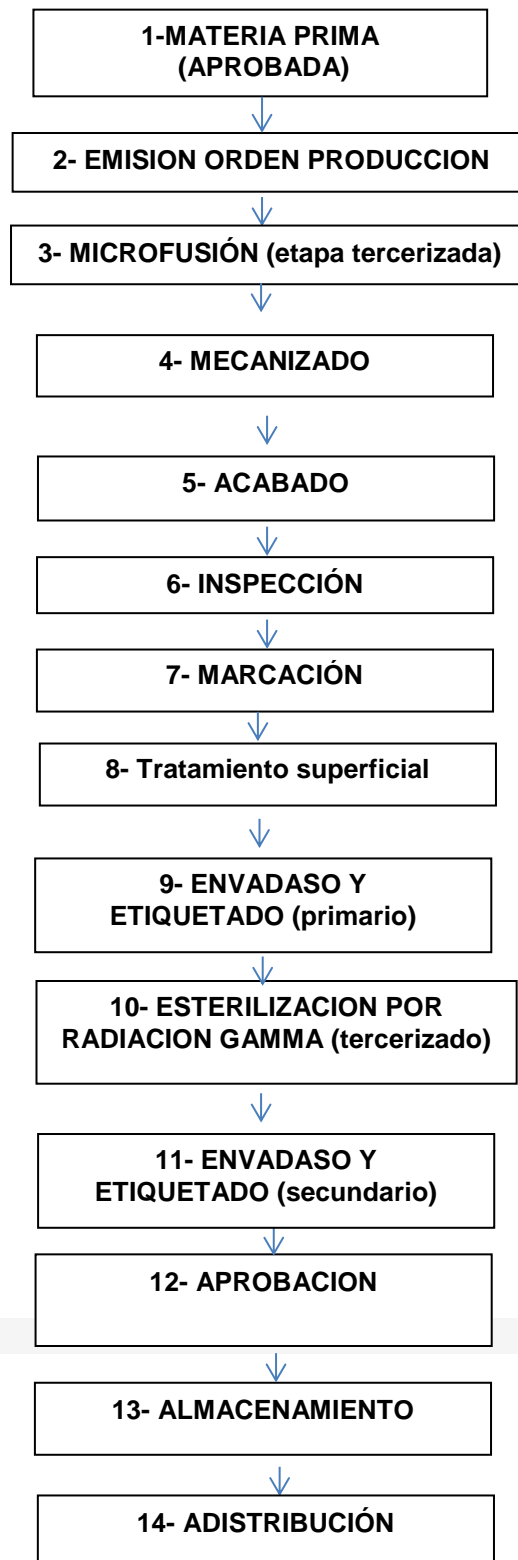 1-MATERIA PRIMA
(APROBADA)
2- EMISION ORDEN PRODUCCION
3- MICROFUSIÓN (etapa tercerizada)
4- MECANIZADO
5- ACABADO
6- INSPECCIÓN
7- MARCACIÓN
8- Tratamiento superficial
9- ENVADASO Y
ETIQUETADO (primario)
10- ESTERILIZACION POR
RADIACION GAMMA (tercerizado)
11- ENVADASO Y
ETIQUETADO (secundario)
12- APROBACION
13- ALMACENAMIENTO
14- ADISTRIBUCIÓN